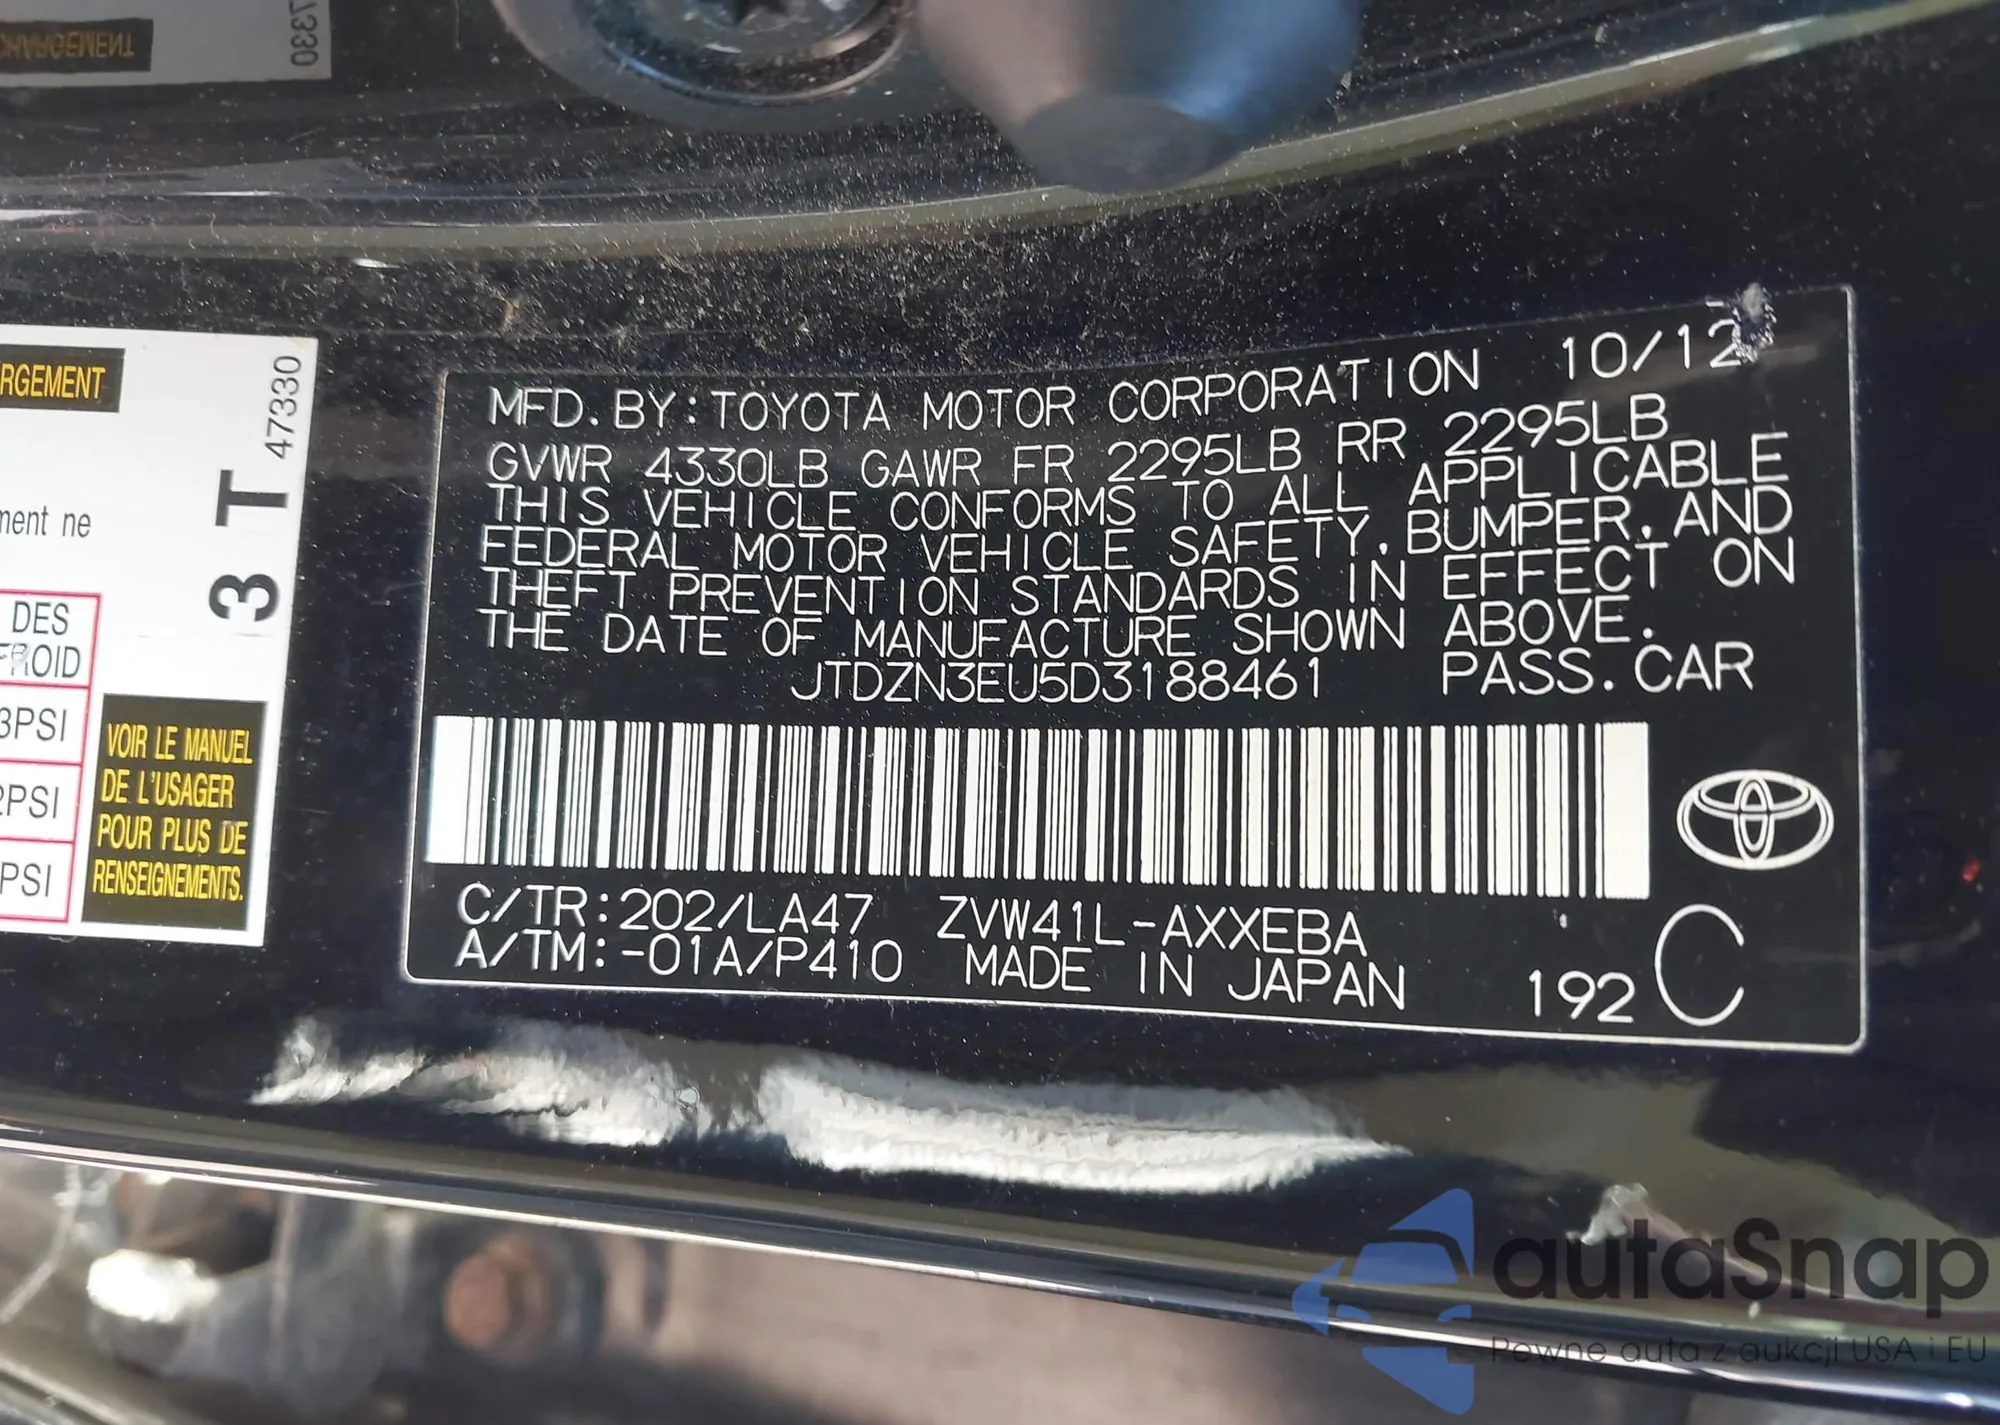 47330
RGEMENT
ment ne
3 T
47330
DES
FROID
3PSI
2PSI
PSI
VOIR LE MANUEL
DE L'USAGER
POUR PLUS DE
RENSEIGNEMENTS.
MFD. BY: TOYOTA MOTOR CORPORATION 10/12
GVWR 4330LB GAWR FR 2295LB RR 2295LB
THIS VEHICLE CONFORMS TO ALL APPLICABLE
FEDERAL MOTOR VEHICLE SAFETY, BUMPER, AND
THEFT PREVENTION STANDARDS IN EFFECT ON
THE DATE OF MANUFACTURE SHOWN ABOVE.
JTDZN3EU5D3188461 PASS. CAR
C/TR: 202/LA47 ZVW41L-AXXEBA
A/TM: -01A/P410 MADE IN JAPAN 192 C
autaSnap
Pewne auta z aukcji USA i EU